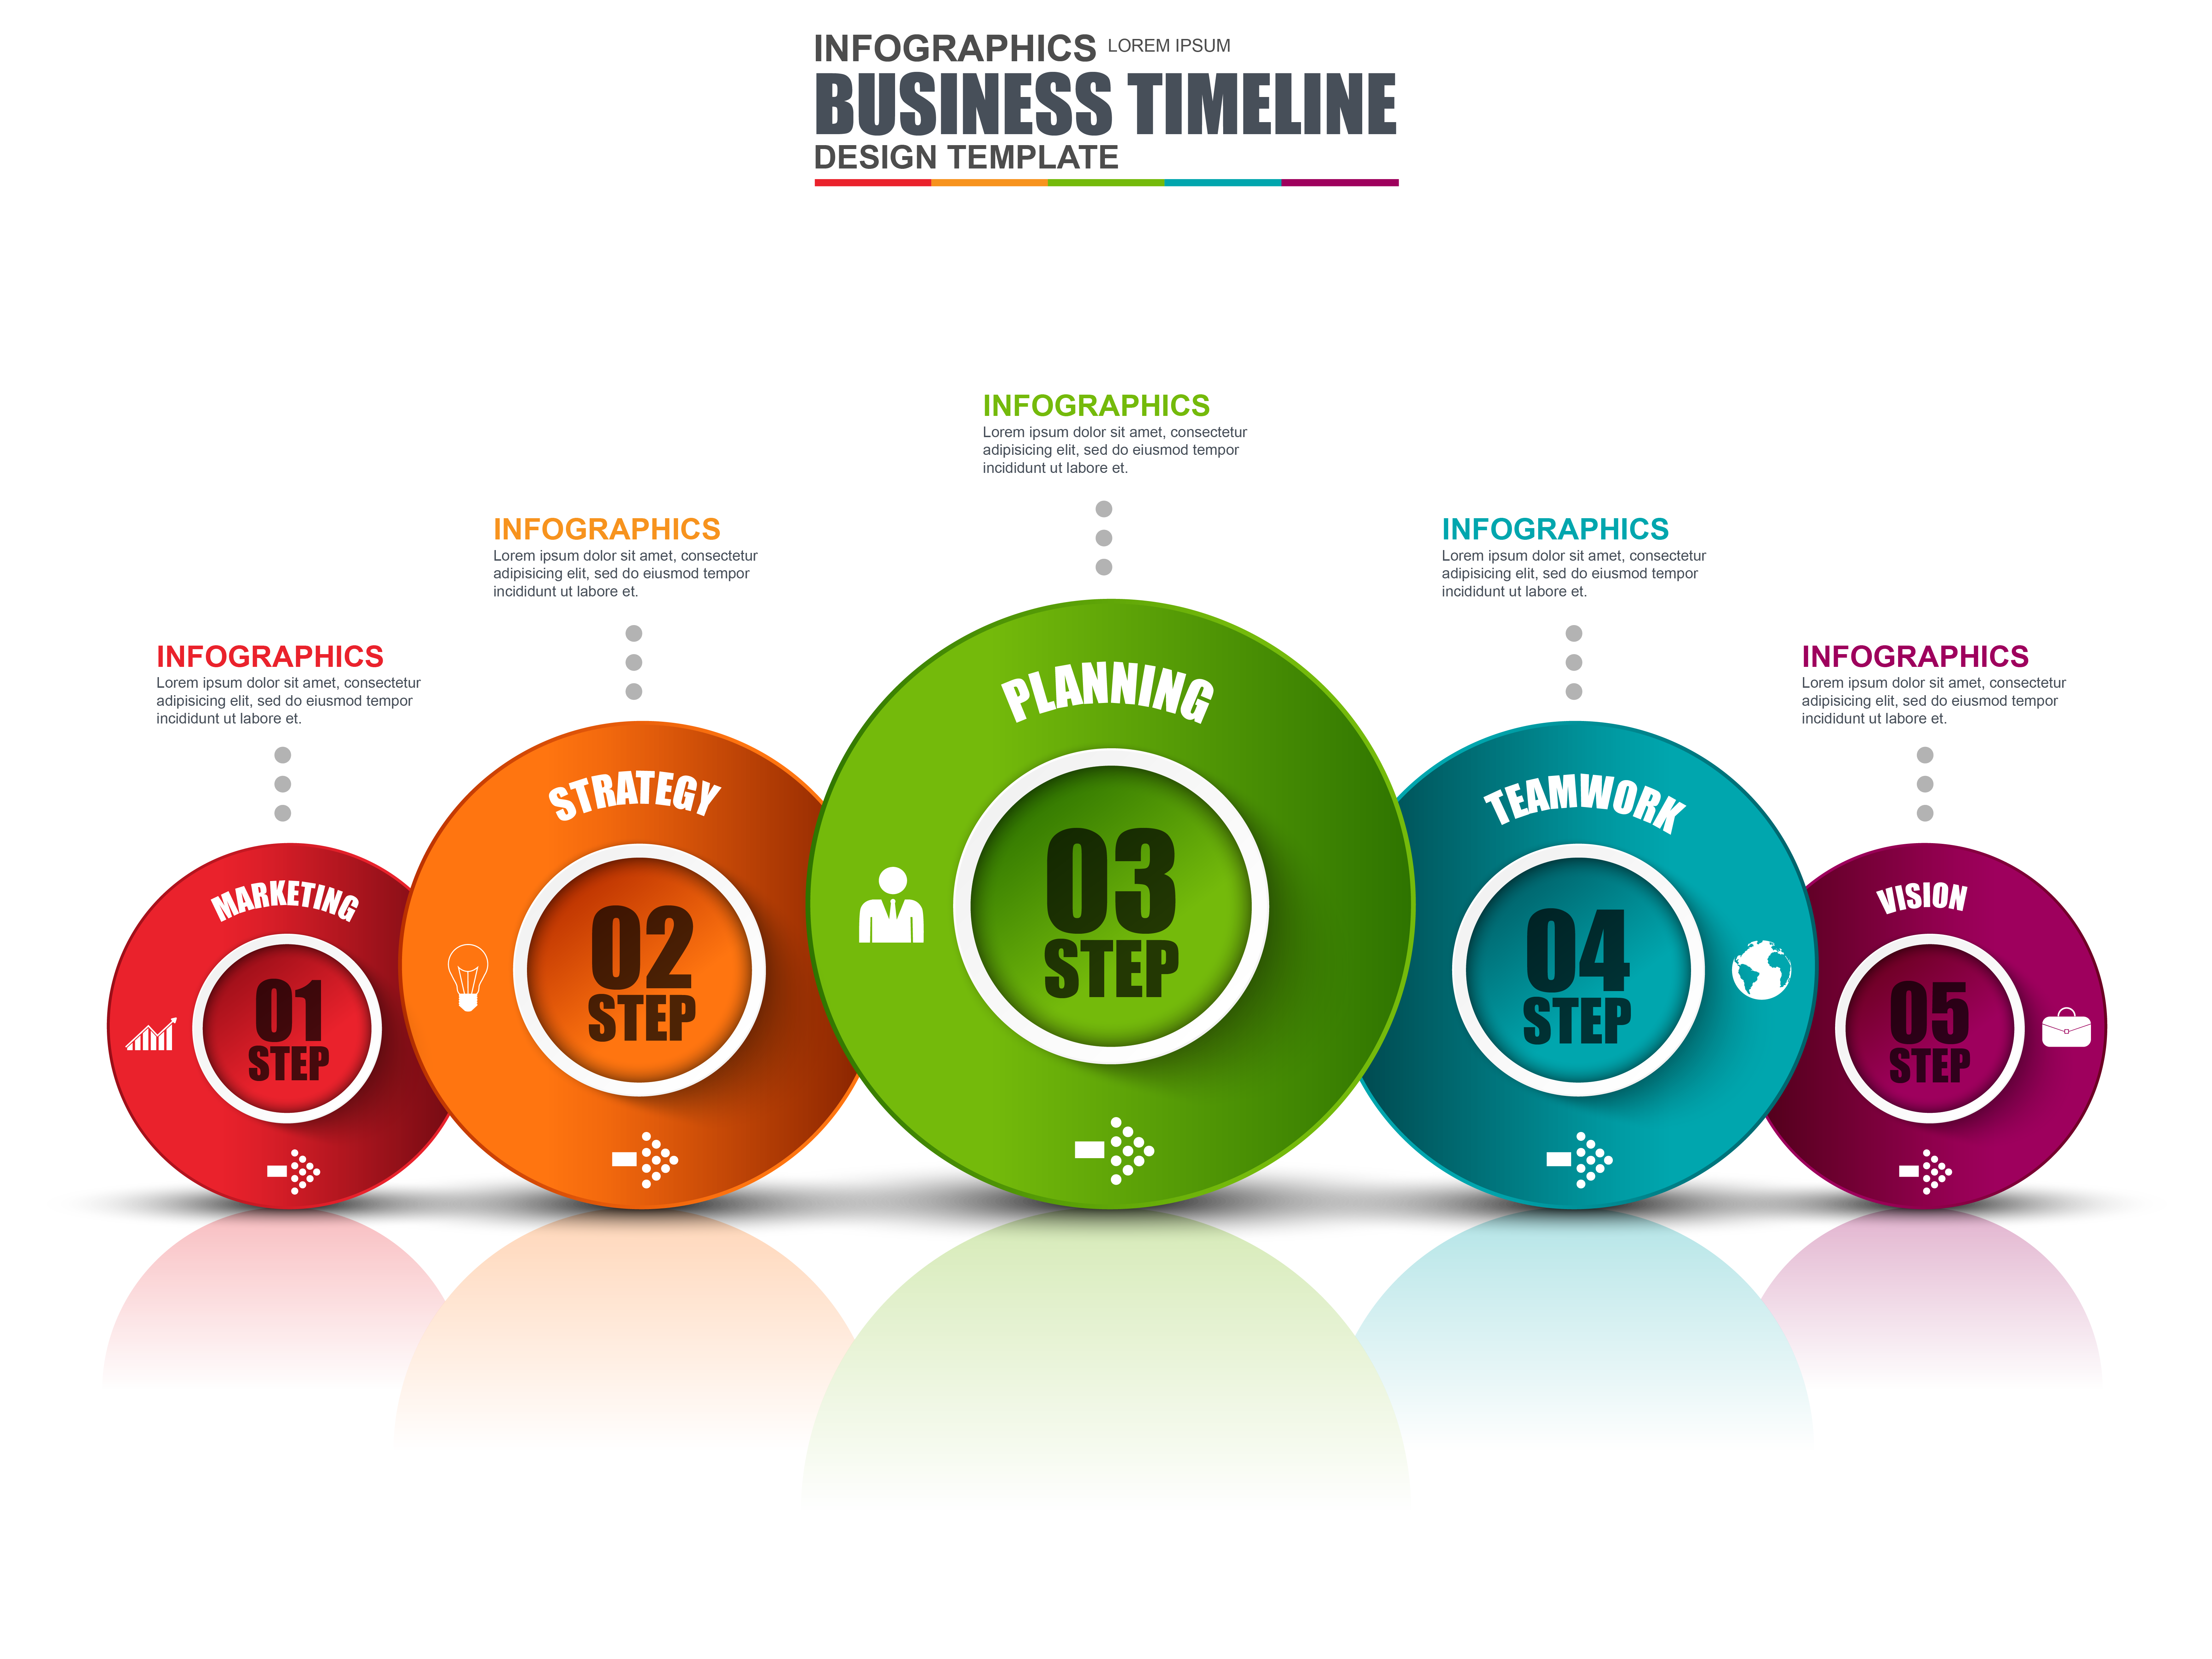 INFOGRAPHICS LOREM IPSUM
BUSINESS TIMELINE
DESIGN TEMPLATE
INFOGRAPHICS
Lorem ipsum dolor sit amet, consectetur
adipisicing elit, sed do eiusmod tempor
incididunt ut labore et.
MARKETING
01
STEP
INFOGRAPHICS
Lorem ipsum dolor sit amet, consectetur
adipisicing elit, sed do eiusmod tempor
incididunt ut labore et.
STRATEGY
02
STEP
INFOGRAPHICS
Lorem ipsum dolor sit amet, consectetur
adipisicing elit, sed do eiusmod tempor
incididunt ut labore et.
PLANNING
03
STEP
INFOGRAPHICS
Lorem ipsum dolor sit amet, consectetur
adipisicing elit, sed do eiusmod tempor
incididunt ut labore et.
TEAMWORK
04
STEP
INFOGRAPHICS
Lorem ipsum dolor sit amet, consectetur
adipisicing elit, sed do eiusmod tempor
incididunt ut labore et.
VISION
05
STEP